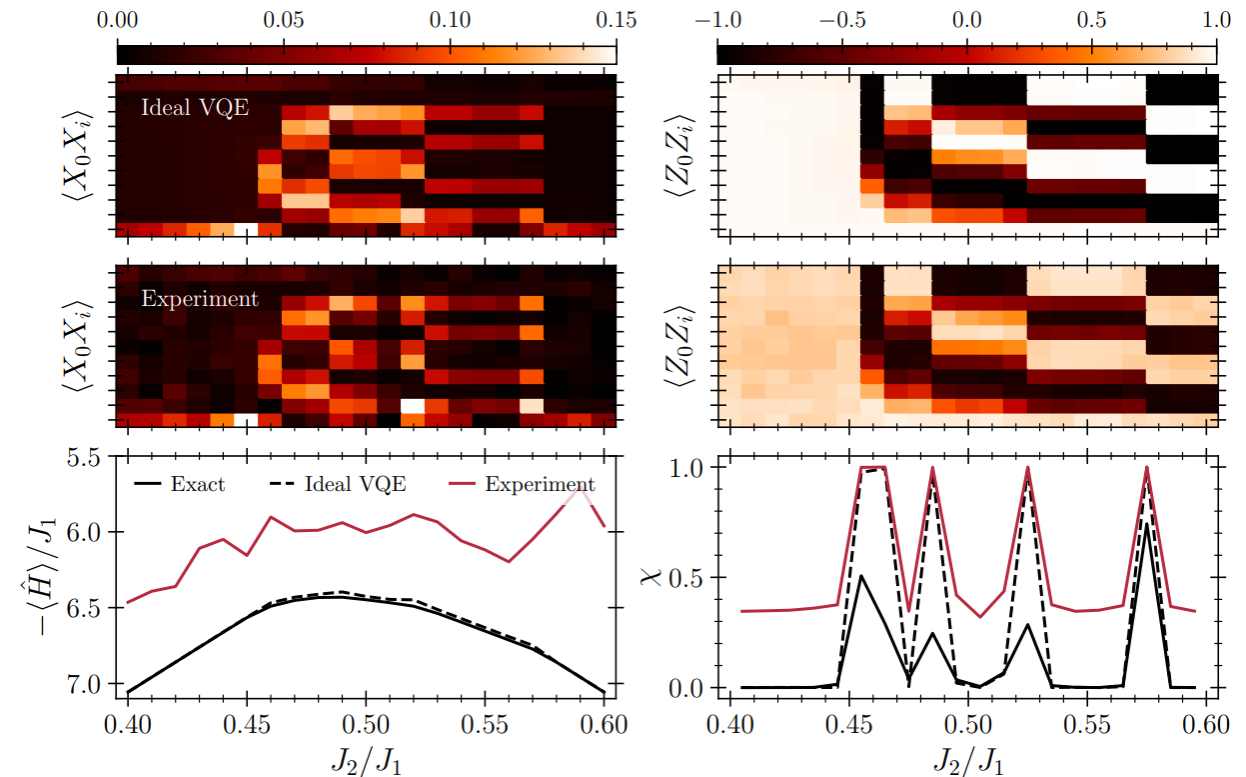 0.00 0.05 0.10 0.15
−1.0 −0.5 0.0 0.5 1.0
⟨X₀Xᵢ⟩
Ideal VQE
⟨Z₀Zᵢ⟩
⟨X₀Xᵢ⟩
Experiment
⟨Z₀Zᵢ⟩
−⟨Ĥ⟩/J₁
5.5
6.0
6.5
7.0
Exact Ideal VQE Experiment
0.40 0.45 0.50 0.55 0.60
J₂/J₁
χ
1.0
0.5
0.0
0.40 0.45 0.50 0.55 0.60
J₂/J₁